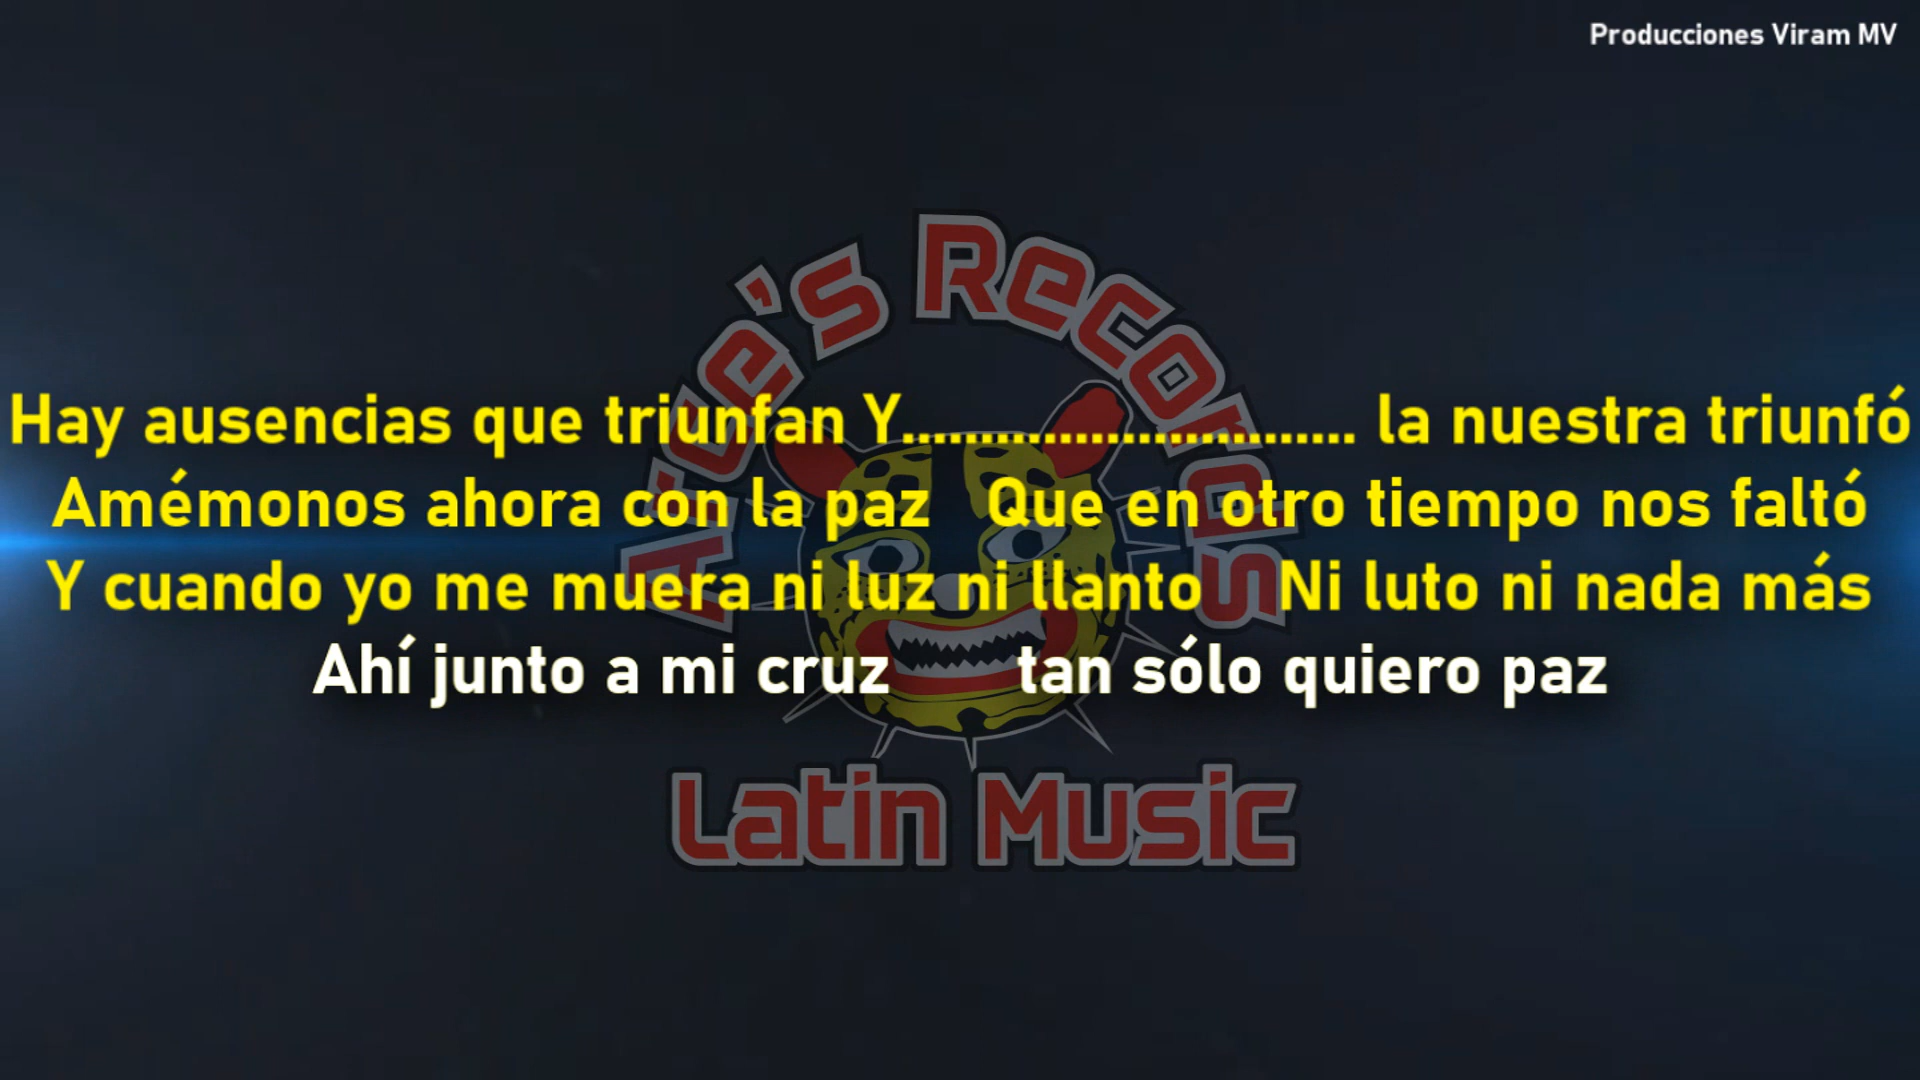 Producciones Viram MV
Arce's Records
Hay ausencias que triunfan Y.............................. la nuestra triunfó
Amémonos ahora con la paz Que en otro tiempo nos faltó
Y cuando yo me muera ni luz ni llanto Ni luto ni nada más
Ahí junto a mi cruz tan sólo quiero paz
Latin Music